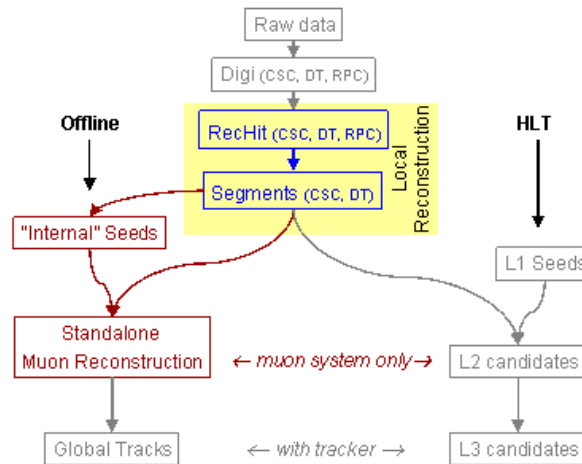 Raw data
Digi (CSC, DT, RPC)
Offline
RecHit (CSC, DT, RPC)
Local
Reconstruction
HLT
Segments (CSC, DT)
"Internal" Seeds
L1 Seeds
Standalone
Muon Reconstruction
← muon system only→
L2 candidates
Global Tracks
← with tracker →
L3 candidates